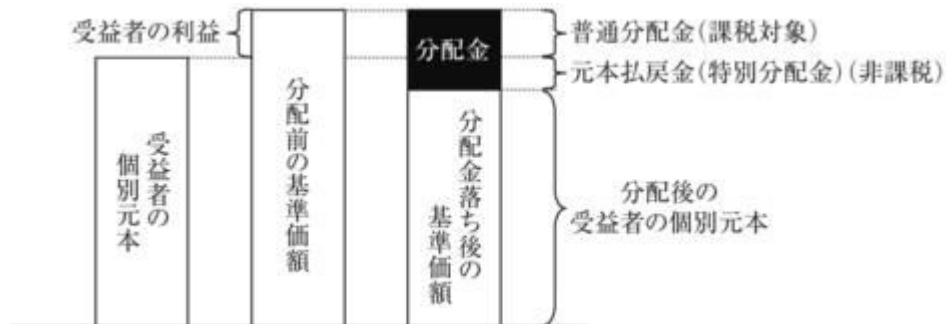 受益者の利益
受益者の
個別元本
分配前の基準価額
分配金
分配金落ち後の
基準価額
普通分配金(課税対象)
元本払戻金(特別分配金)(非課税)
分配後の
受益者の個別元本